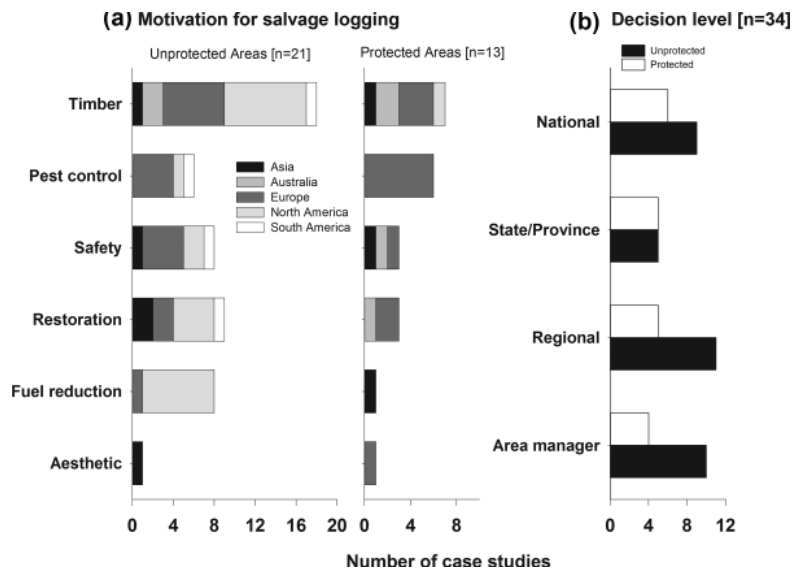 (a) Motivation for salvage logging
(b) Decision level [n=34]
Unprotected Areas [n=21]
Protected Areas [n=13]
Unprotected
Protected
Timber
Pest control
Safety
Restoration
Fuel reduction
Aesthetic
Asia
Australia
Europe
North America
South America
National
State/Province
Regional
Area manager
0 4 8 12 16 20
0 4 8
0 4 8 12
Number of case studies